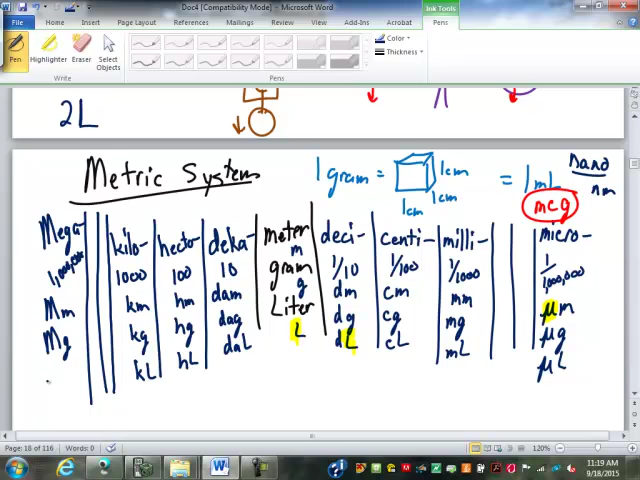 Doc4 [Compatibility Mode] - Microsoft Word
Ink Tools
File Home Insert Page Layout References Mailings Review View Add-Ins Acrobat Pens
Pen Highlighter Eraser Select Objects
Color
Thickness
Write Pens
2L
Metric System
1 gram = 1cm 1cm 1cm = 1mL
nano
nm
mcg
Mega- kilo- hecto- deka- meter deci- centi- milli- micro-
1,000,000 1000 100 10 m 1/10 1/100 1/1000 1/1,000,000
Mm km hm dam gram dm cm mm μm
Mg kg hg dag g dg cg mg μg
kL hL daL Liter dL cL mL μL
L
Page: 18 of 116 Words: 0 120%
11:19 AM
9/18/2015